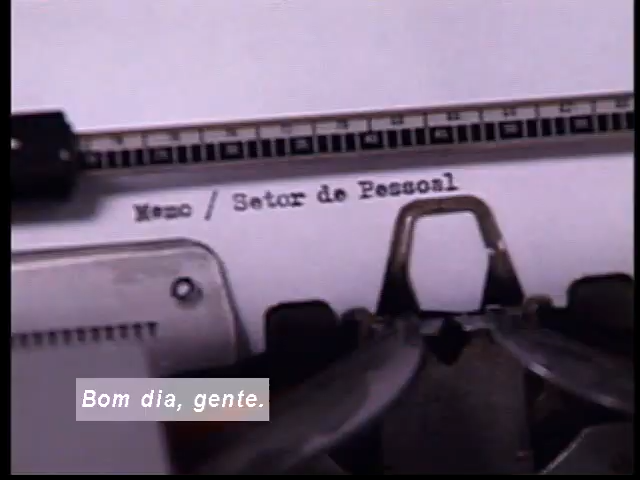 Memo / Setor de Pessoal
Bom dia, gente.